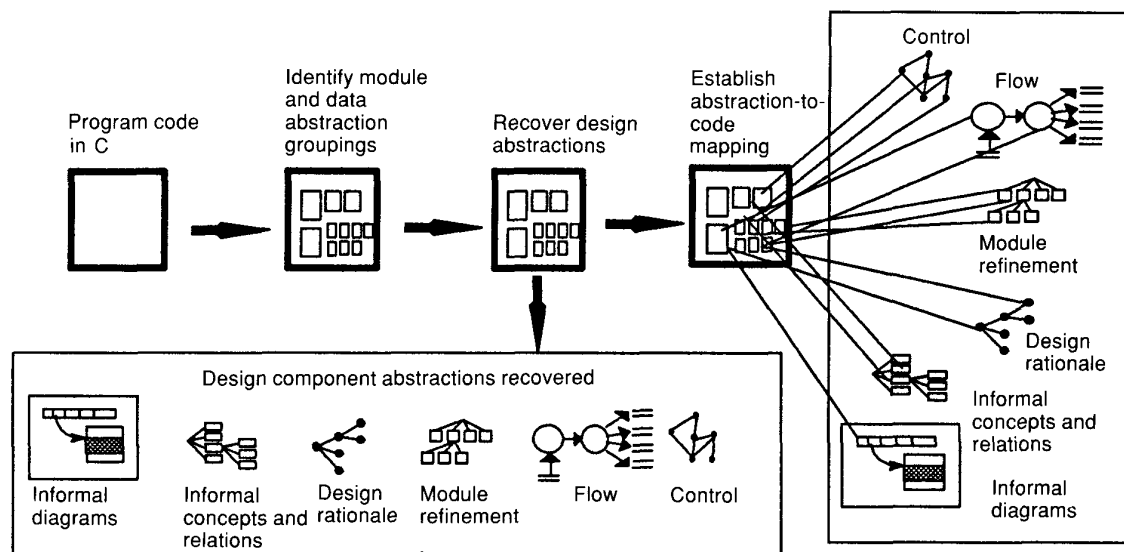 Program code
in C
Identify module
and data
abstraction
groupings
Recover design
abstractions
Establish
abstraction-to-
code
mapping
Control
Flow
Module
refinement
Design
rationale
Informal
concepts and
relations
Informal
diagrams
Design component abstractions recovered
Informal
diagrams
Informal
concepts and
relations
Design
rationale
Module
refinement
Flow
Control